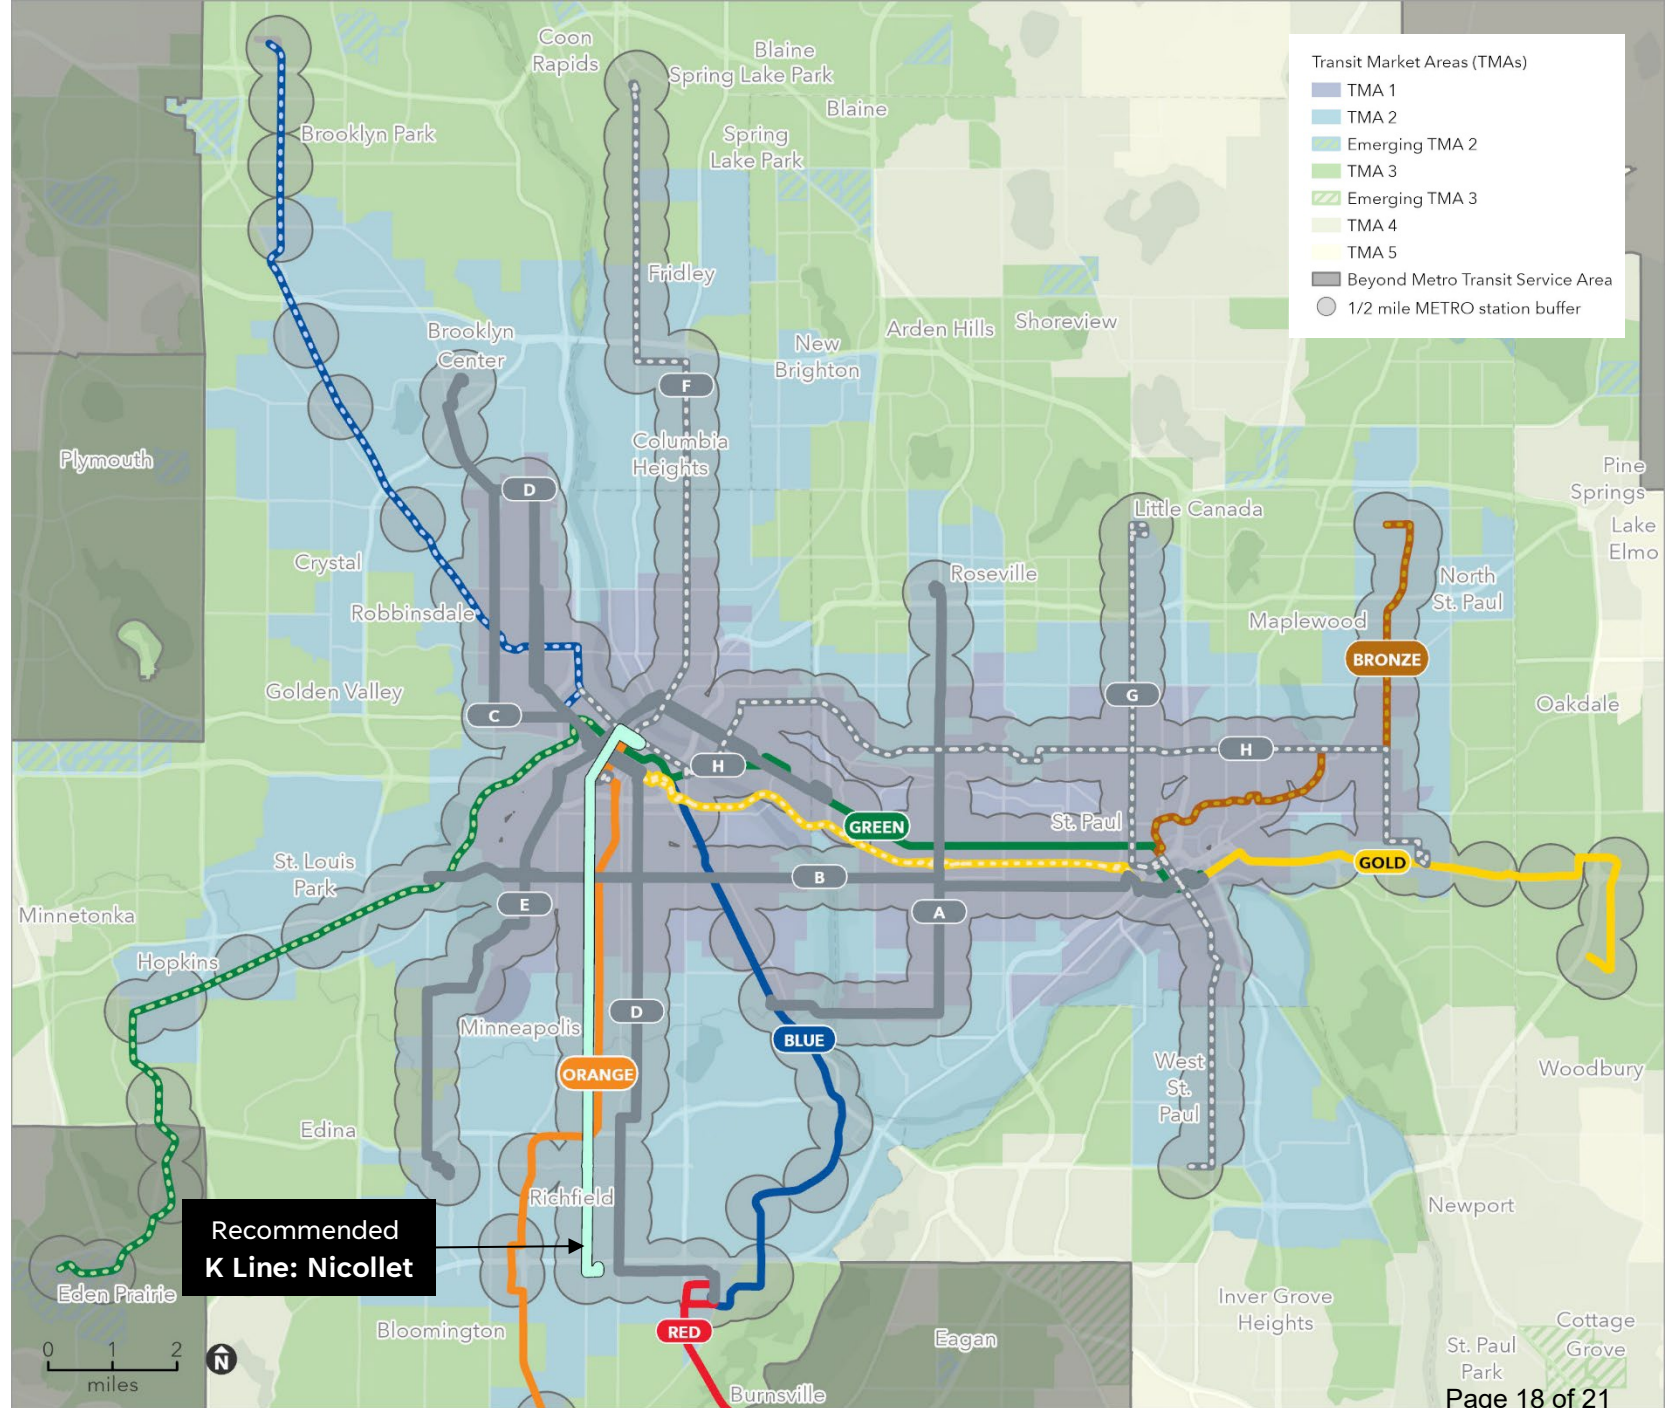 Coon
Rapids
Blaine
Spring Lake Park
Blaine
Spring
Lake Park
Brooklyn Park
Transit Market Areas (TMAs)
TMA 1
TMA 2
Emerging TMA 2
TMA 3
Emerging TMA 3
TMA 4
TMA 5
Beyond Metro Transit Service Area
1/2 mile METRO station buffer
Fridley
Brooklyn
Center
New
Brighton
Arden Hills
Shoreview
F
Plymouth
Columbia
Heights
D
Pine
Springs
Lake
Elmo
Little Canada
Crystal
Roseville
North
St. Paul
Robbinsdale
Maplewood
BRONZE
Golden Valley
G
Oakdale
C
H
H
St. Paul
GREEN
St. Louis
Park
B
GOLD
Minnetonka
E
A
Hopkins
Minneapolis
D
BLUE
ORANGE
West
St.
Paul
Woodbury
Edina
Richfield
Newport
Recommended
K Line: Nicollet
Eden Prairie
Bloomington
RED
Eagan
Inver Grove
Heights
Cottage
Grove
St. Paul
Park
0 1 2
miles
N
Burnsville
Page 18 of 21